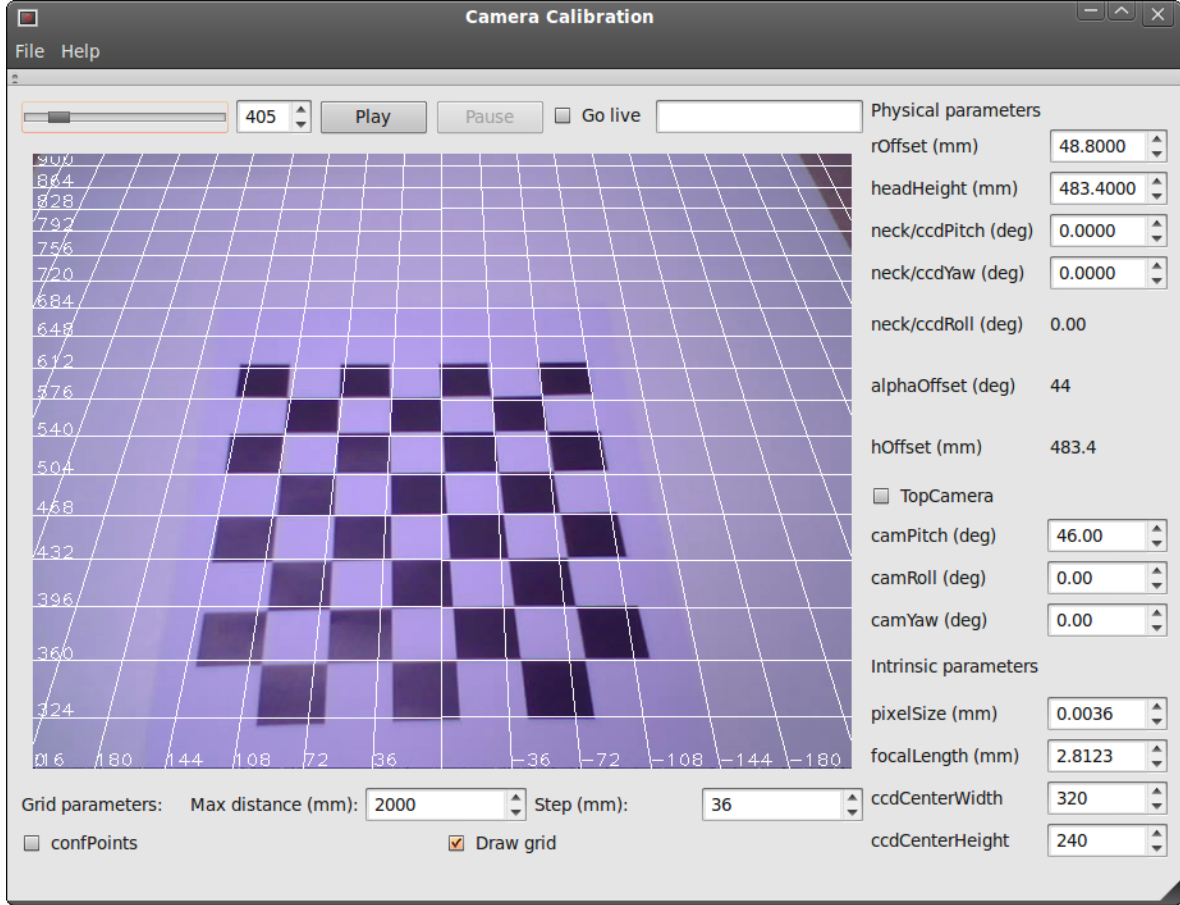 Camera Calibration
File Help
405 Play Pause Go live
Physical parameters
rOffset (mm) 48.8000
headHeight (mm) 483.4000
neck/ccdPitch (deg) 0.0000
neck/ccdYaw (deg) 0.0000
neck/ccdRoll (deg) 0.00
alphaOffset (deg) 44
hOffset (mm) 483.4
TopCamera
camPitch (deg) 46.00
camRoll (deg) 0.00
camYaw (deg) 0.00
Intrinsic parameters
pixelSize (mm) 0.0036
focalLength (mm) 2.8123
ccdCenterWidth 320
ccdCenterHeight 240
900
864
828
792
756
720
684
648
612
576
540
504
468
432
396
360
324
216 180 144 108 72 36 -36 -72 -108 -144 -180
Grid parameters: Max distance (mm): 2000 Step (mm): 36
confPoints Draw grid